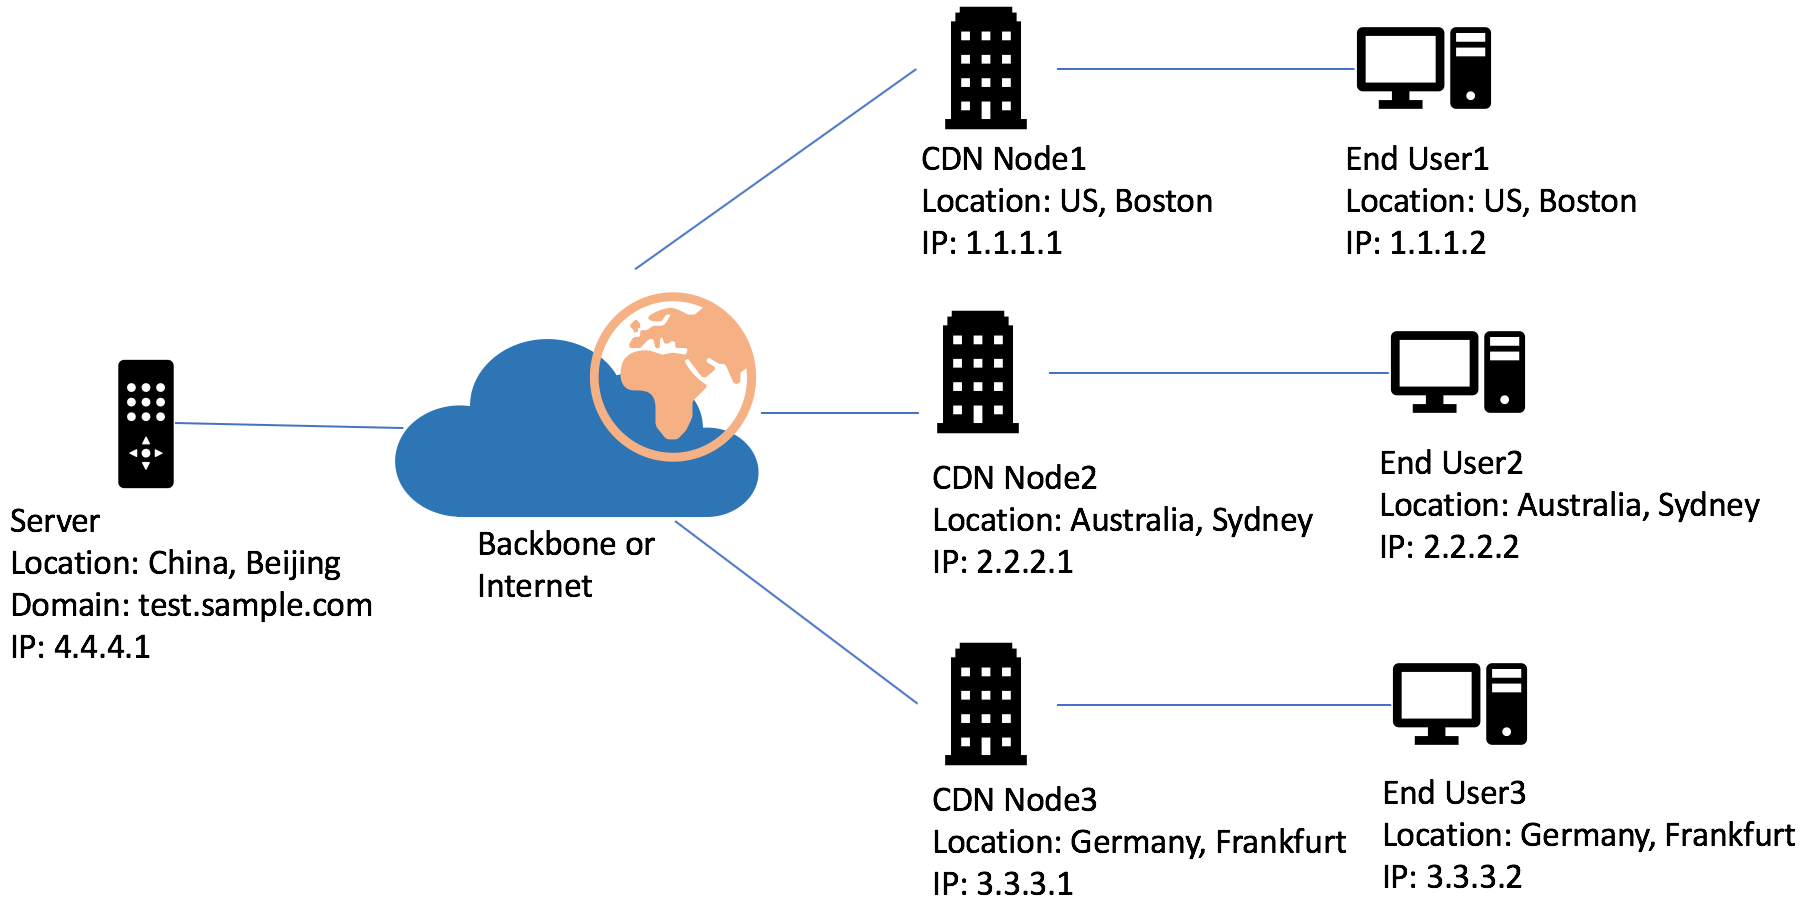 Server
Location: China, Beijing
Domain: test.sample.com
IP: 4.4.4.1
Backbone or
Internet
CDN Node1
Location: US, Boston
IP: 1.1.1.1
End User1
Location: US, Boston
IP: 1.1.1.2
CDN Node2
Location: Australia, Sydney
IP: 2.2.2.1
End User2
Location: Australia, Sydney
IP: 2.2.2.2
CDN Node3
Location: Germany, Frankfurt
IP: 3.3.3.1
End User3
Location: Germany, Frankfurt
IP: 3.3.3.2